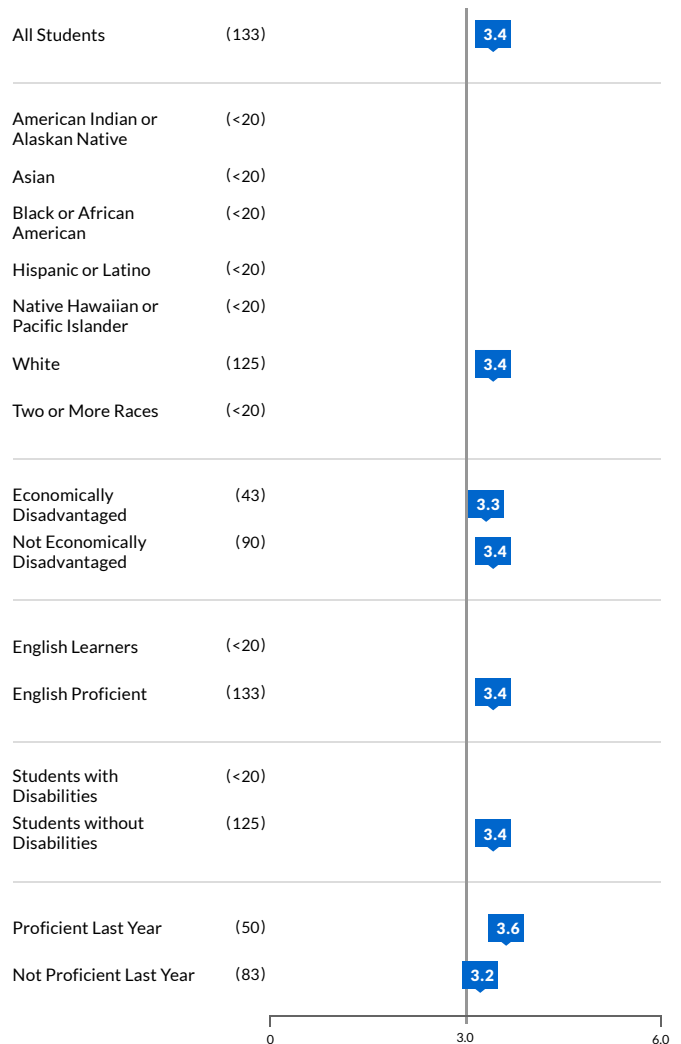 All Students (133) 3.4
American Indian or (<20)
Alaskan Native
Asian (<20)
Black or African (<20)
American
Hispanic or Latino (<20)
Native Hawaiian or (<20)
Pacific Islander
White (125) 3.4
Two or More Races (<20)
Economically (43) 3.3
Disadvantaged
Not Economically (90) 3.4
Disadvantaged
English Learners (<20)
English Proficient (133) 3.4
Students with (<20)
Disabilities
Students without (125) 3.4
Disabilities
Proficient Last Year (50) 3.6
Not Proficient Last Year (83) 3.2
0 3.0 6.0